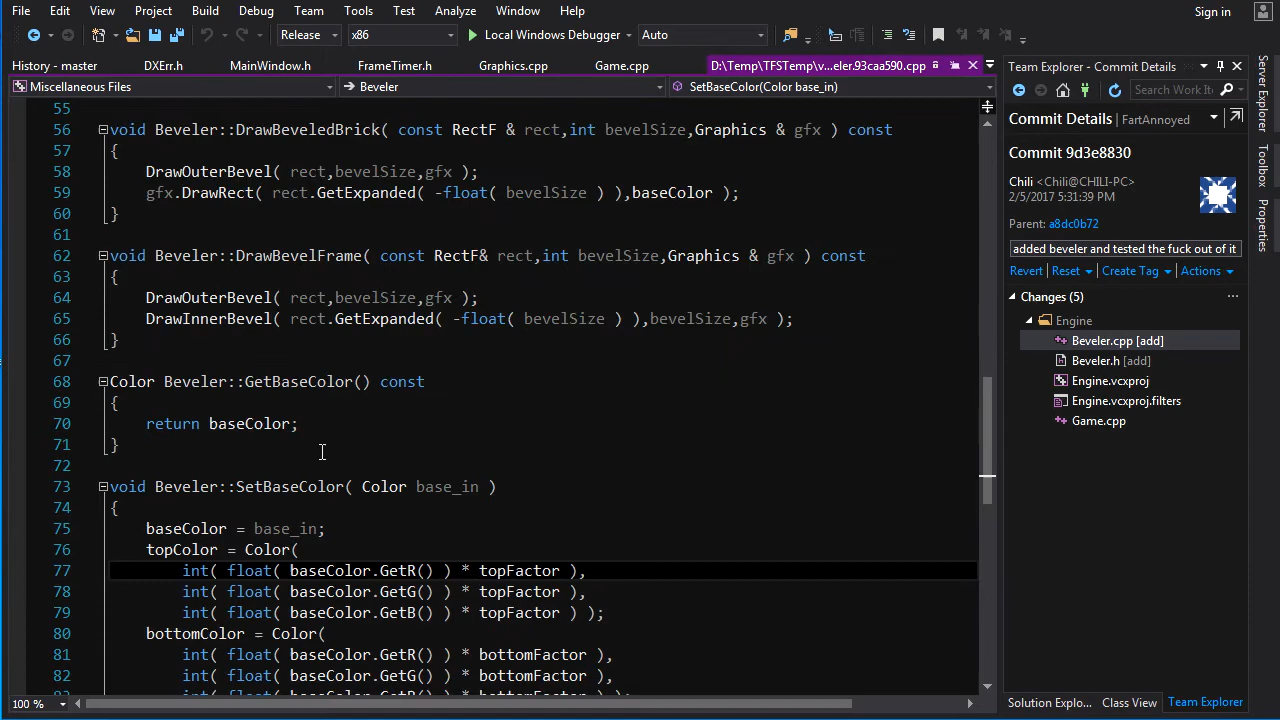 File Edit View Project Build Debug Team Tools Test Analyze Window Help Sign in
Release x86 Local Windows Debugger Auto
History - master DXErr.h MainWindow.h FrameTimer.h Graphics.cpp Game.cpp D:\Temp\TFSTemp\v...eler.93caa590.cpp
Miscellaneous Files Beveler SetBaseColor(Color base_in)
55
56 void Beveler::DrawBeveledBrick( const RectF & rect,int bevelSize,Graphics & gfx ) const
57 {
58 DrawOuterBevel( rect,bevelSize,gfx );
59 gfx.DrawRect( rect.GetExpanded( -float( bevelSize ) ),baseColor );
60 }
61
62 void Beveler::DrawBevelFrame( const RectF& rect,int bevelSize,Graphics & gfx ) const
63 {
64 DrawOuterBevel( rect,bevelSize,gfx );
65 DrawInnerBevel( rect.GetExpanded( -float( bevelSize ) ),bevelSize,gfx );
66 }
67
68 Color Beveler::GetBaseColor() const
69 {
70 return baseColor;
71 }
72
73 void Beveler::SetBaseColor( Color base_in )
74 {
75 baseColor = base_in;
76 topColor = Color(
77 int( float( baseColor.GetR() ) * topFactor ),
78 int( float( baseColor.GetG() ) * topFactor ),
79 int( float( baseColor.GetB() ) * topFactor ) );
80 bottomColor = Color(
81 int( float( baseColor.GetR() ) * bottomFactor ),
82 int( float( baseColor.GetG() ) * bottomFactor ),
100 %
Team Explorer - Commit Details
Search Work Ite
Commit Details FartAnnoyed
Commit 9d3e8830
Chili <Chili@CHILI-PC>
2/5/2017 5:31:39 PM
Parent: a8dc0b72
added beveler and tested the fuck out of it
Revert Reset Create Tag Actions
Changes (5) ...
Engine
Beveler.cpp [add]
Beveler.h [add]
Engine.vcxproj
Engine.vcxproj.filters
Game.cpp
Solution Explo... Class View Team Explorer
Server Explorer
Toolbox
Properties